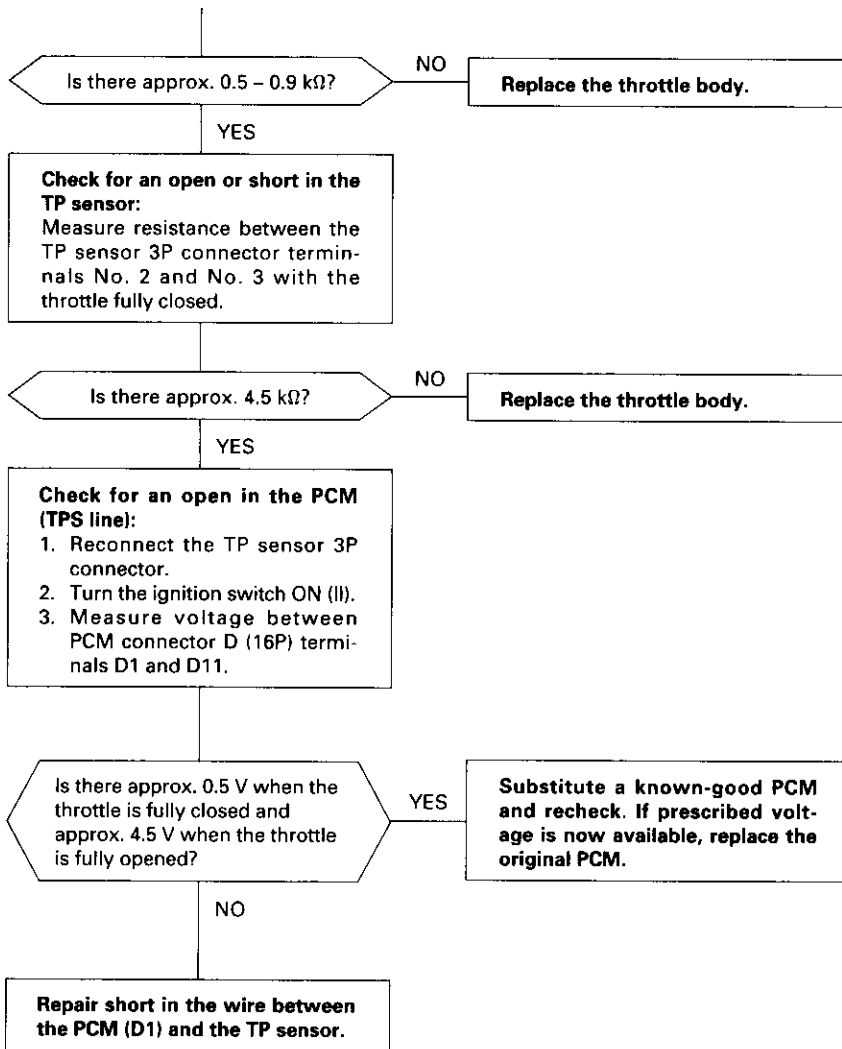 Is there approx. 0.5 – 0.9 kΩ?
NO
Replace the throttle body.
YES
Check for an open or short in the
TP sensor:
Measure resistance between the
TP sensor 3P connector termin-
nals No. 2 and No. 3 with the
throttle fully closed.
Is there approx. 4.5 kΩ?
NO
Replace the throttle body.
YES
Check for an open in the PCM
(TPS line):
1. Reconnect the TP sensor 3P
connector.
2. Turn the ignition switch ON (II).
3. Measure voltage between
PCM connector D (16P) termi-
nals D1 and D11.
Is there approx. 0.5 V when the
throttle is fully closed and
approx. 4.5 V when the throttle
is fully opened?
YES
Substitute a known-good PCM
and recheck. If prescribed volt-
age is now available, replace the
original PCM.
NO
Repair short in the wire between
the PCM (D1) and the TP sensor.